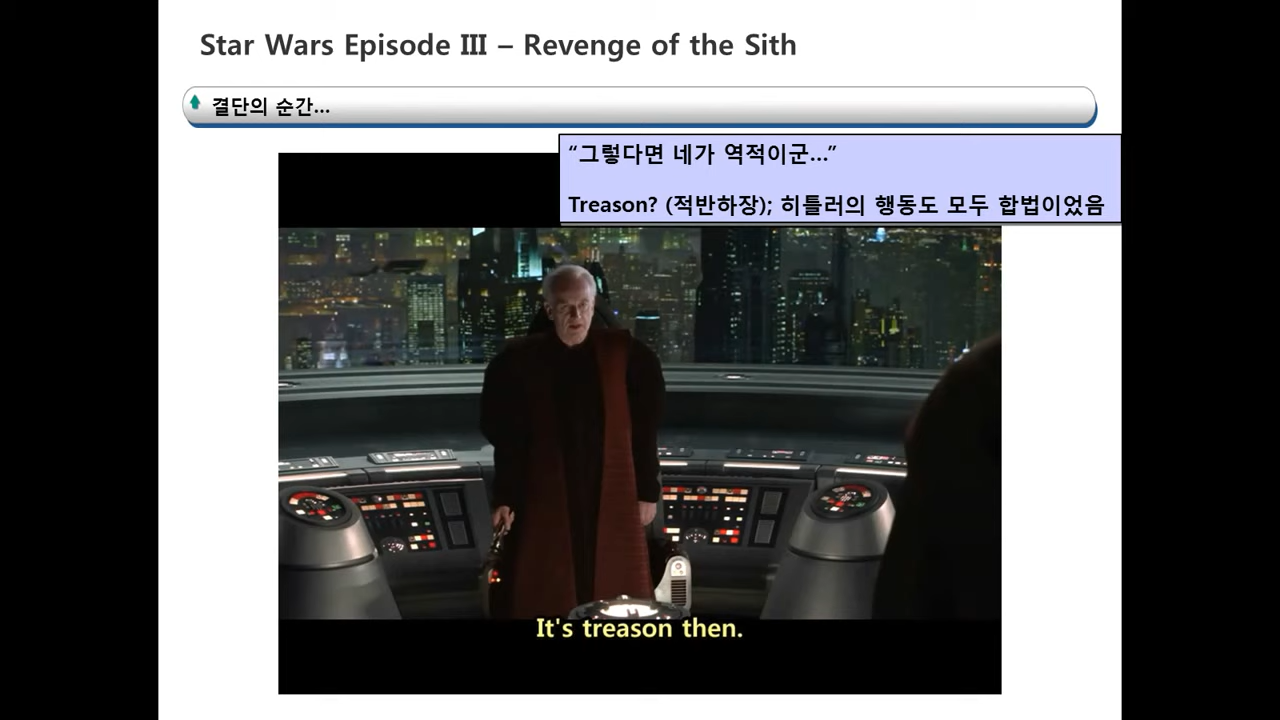 Star Wars Episode III – Revenge of the Sith
결단의 순간...
“그렇다면 네가 역적이군...”
Treason? (적반하장); 히틀러의 행동도 모두 합법이었음
It's treason then.